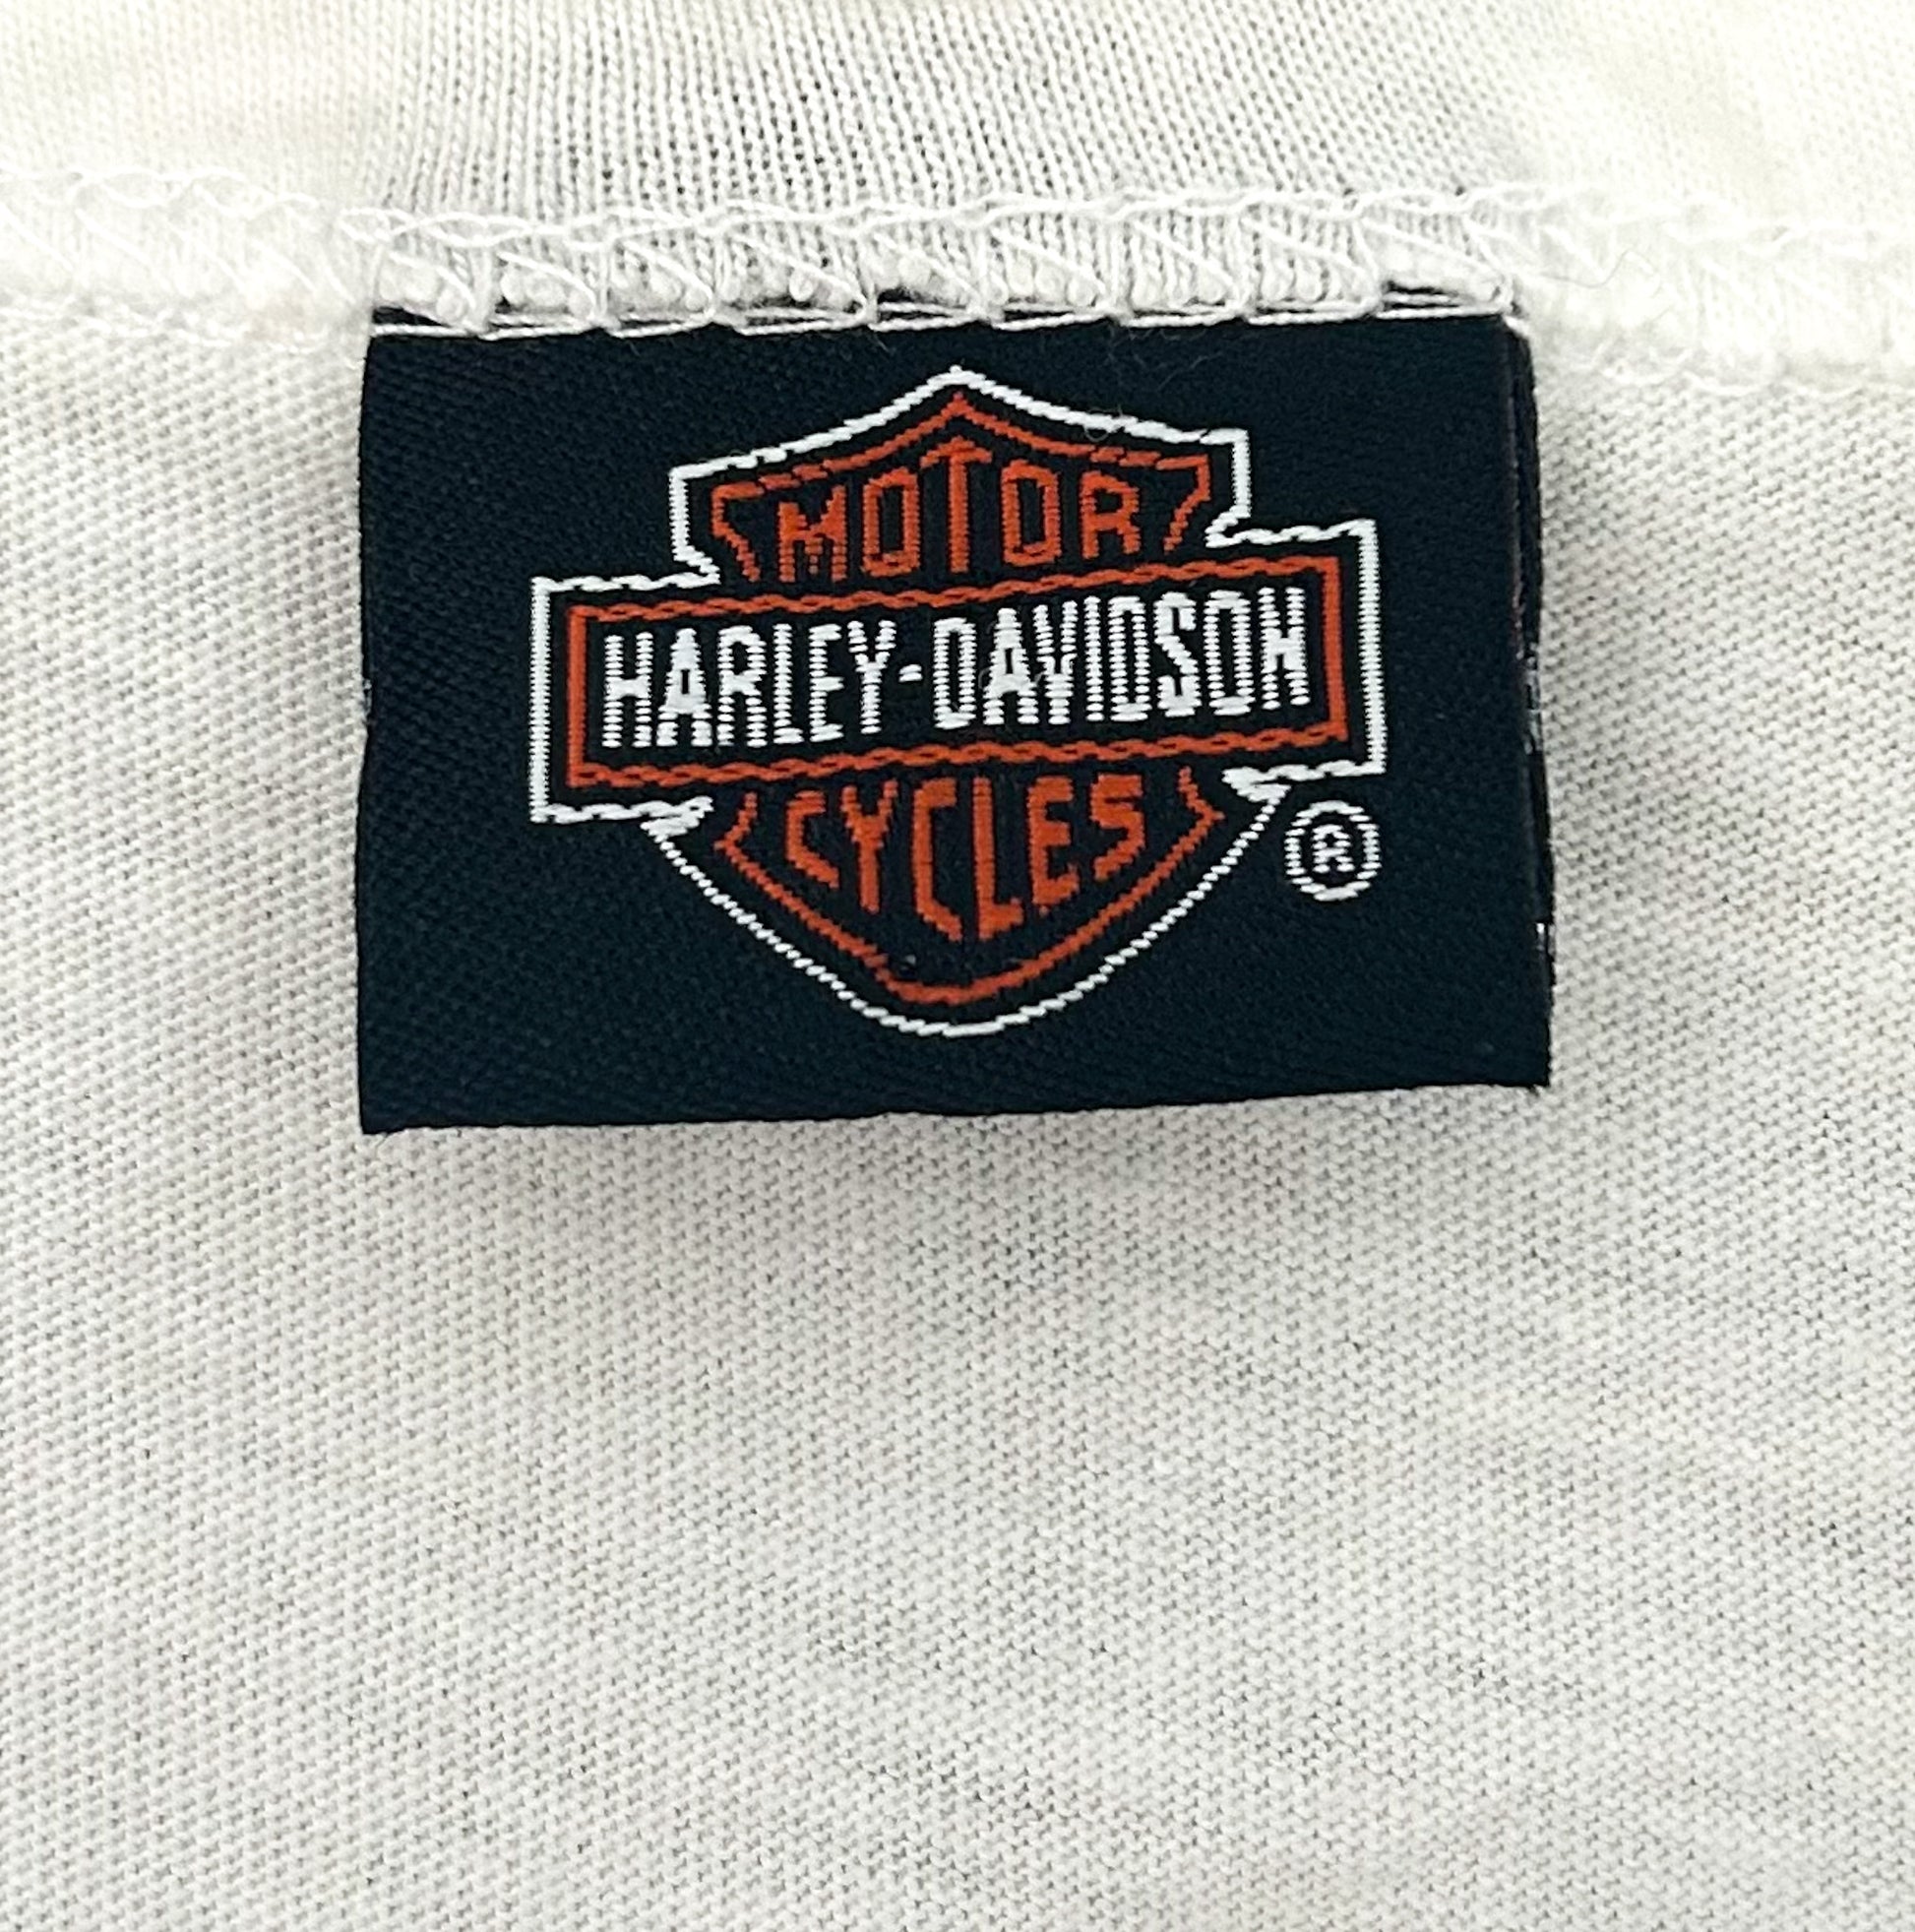 MOTOR
HARLEY-DAVIDSON
CYCLES
®